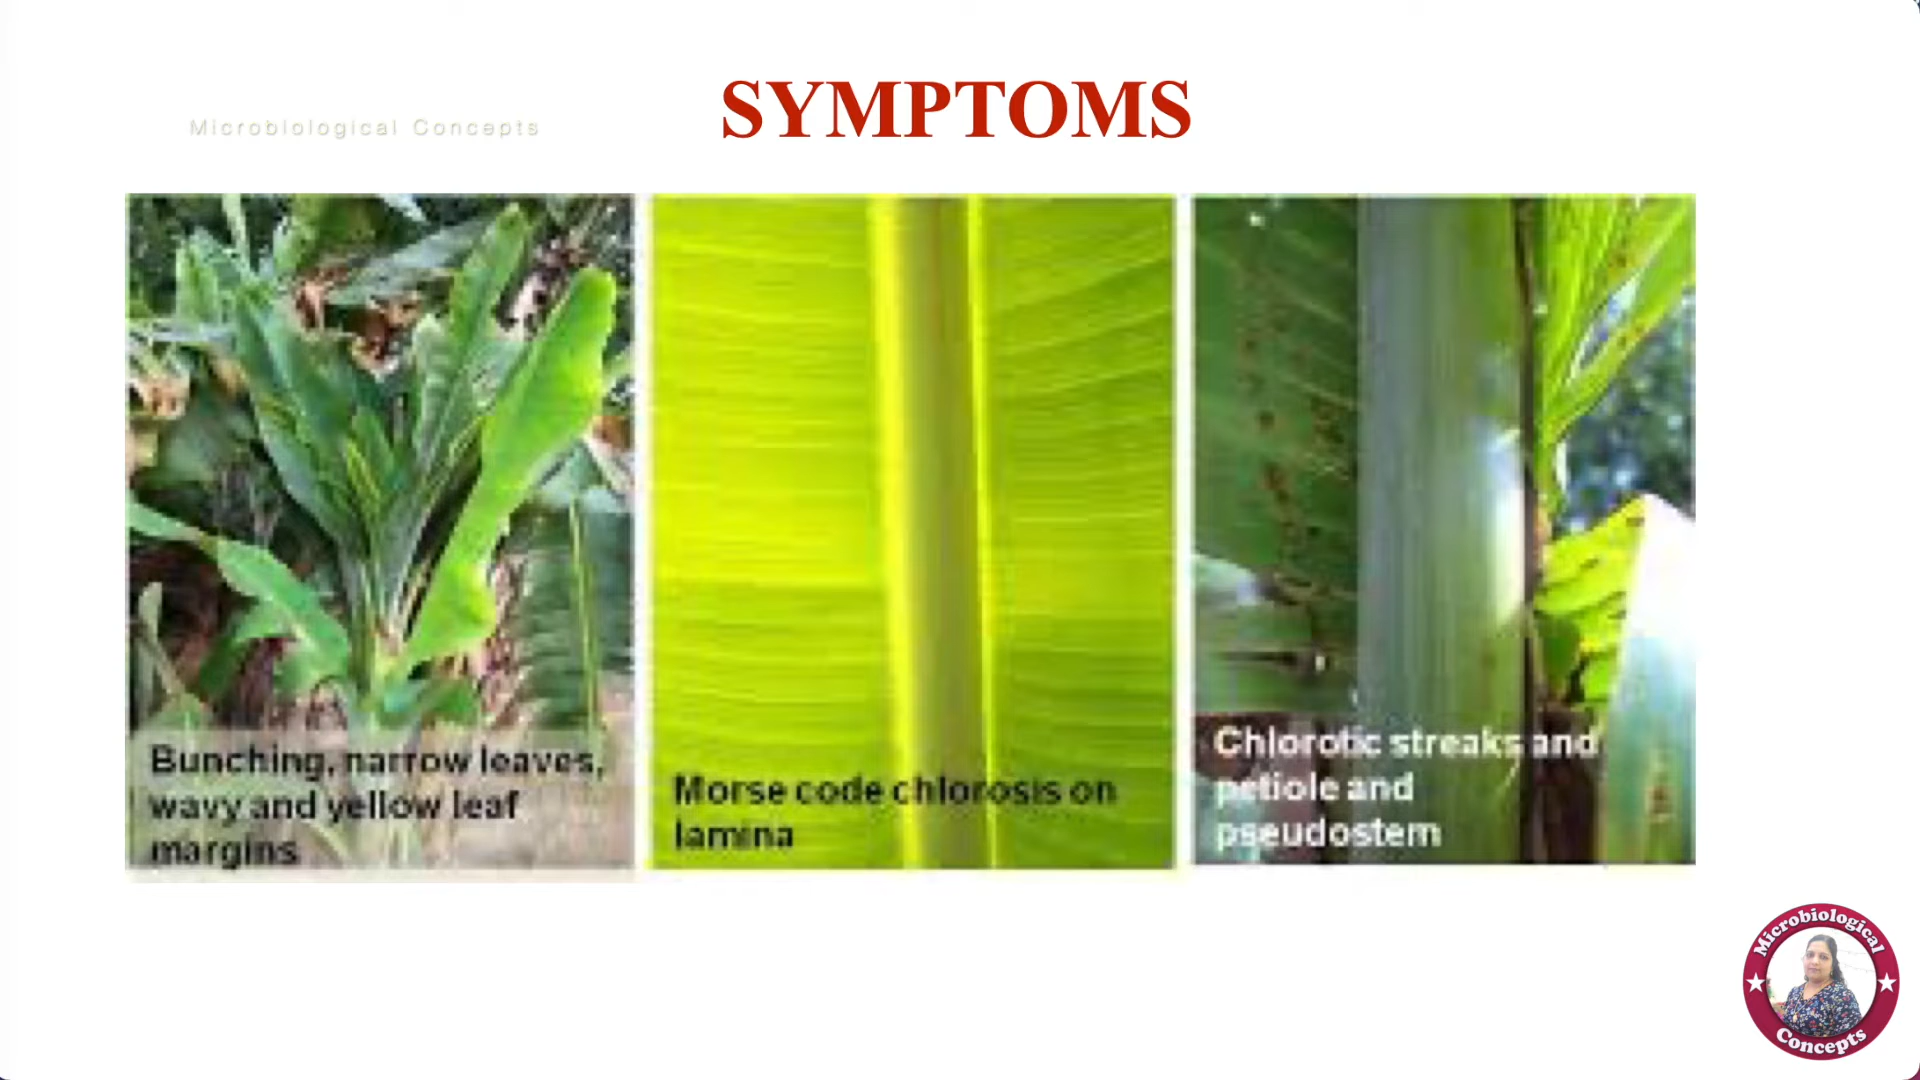 SYMPTOMS
Microbiological Concepts
Bunching, narrow leaves,
wavy and yellow leaf
margins
Morse code chlorosis on
lamina
Chlorotic streaks and
petiole and
pseudostem
Microbiological
Concepts